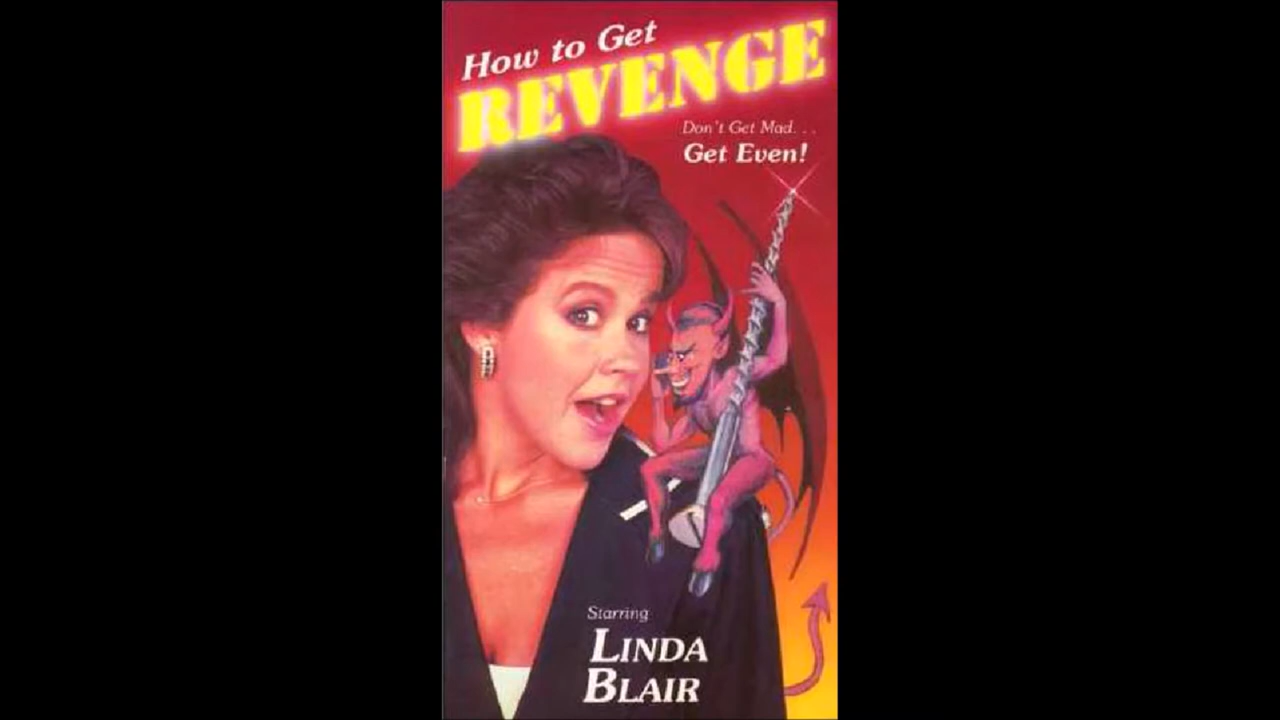 How to Get
REVENGE
Don't Get Mad...
Get Even!
Starring
LINDA
BLAIR